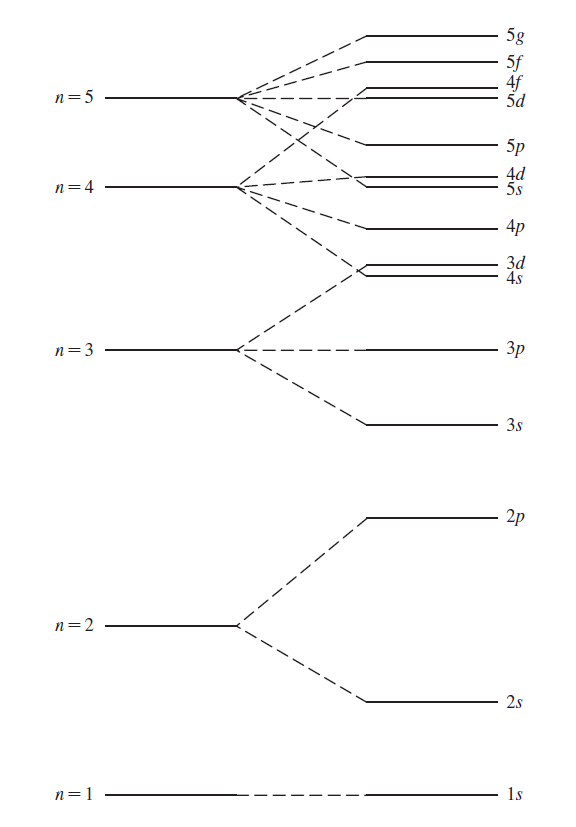 5g
5f
4f
n = 5
5d
5p
4d
n = 4
5s
4p
3d
4s
n = 3
3p
3s
2p
n = 2
2s
n = 1
1s